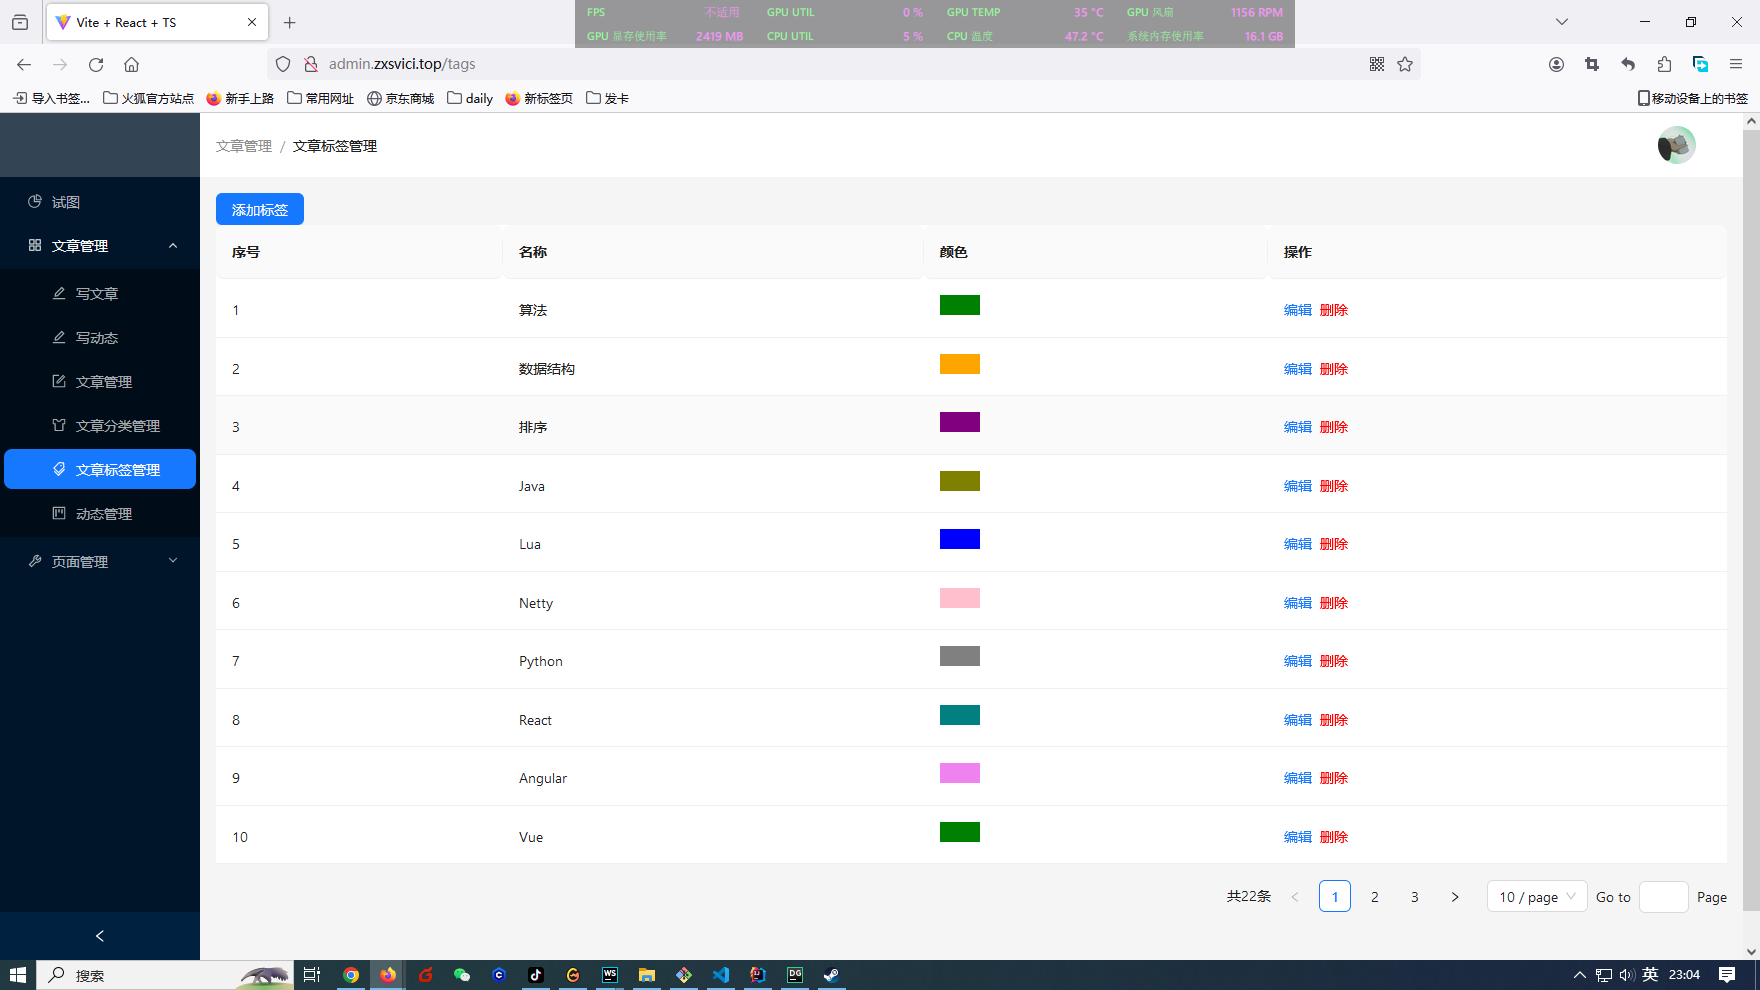 Vite + React + TS
FPS 不适用 GPU UTIL 0 % GPU TEMP 35 °C GPU 风扇 1156 RPM
GPU 显存使用率 2419 MB CPU UTIL 5 % CPU 温度 47.2 °C 系统内存使用率 16.1 GB
admin.zxsvici.top/tags
导入书签... 火狐官方站点 新手上路 常用网址 京东商城 daily 新标签页 发卡 移动设备上的书签
文章管理 / 文章标签管理
试图
文章管理
写文章
写动态
文章管理
文章分类管理
文章标签管理
动态管理
页面管理
添加标签
序号 名称 颜色 操作
1 算法 编辑 删除
2 数据结构 编辑 删除
3 排序 编辑 删除
4 Java 编辑 删除
5 Lua 编辑 删除
6 Netty 编辑 删除
7 Python 编辑 删除
8 React 编辑 删除
9 Angular 编辑 删除
10 Vue 编辑 删除
共22条 1 2 3 10 / page Go to Page
搜索 英 23:04